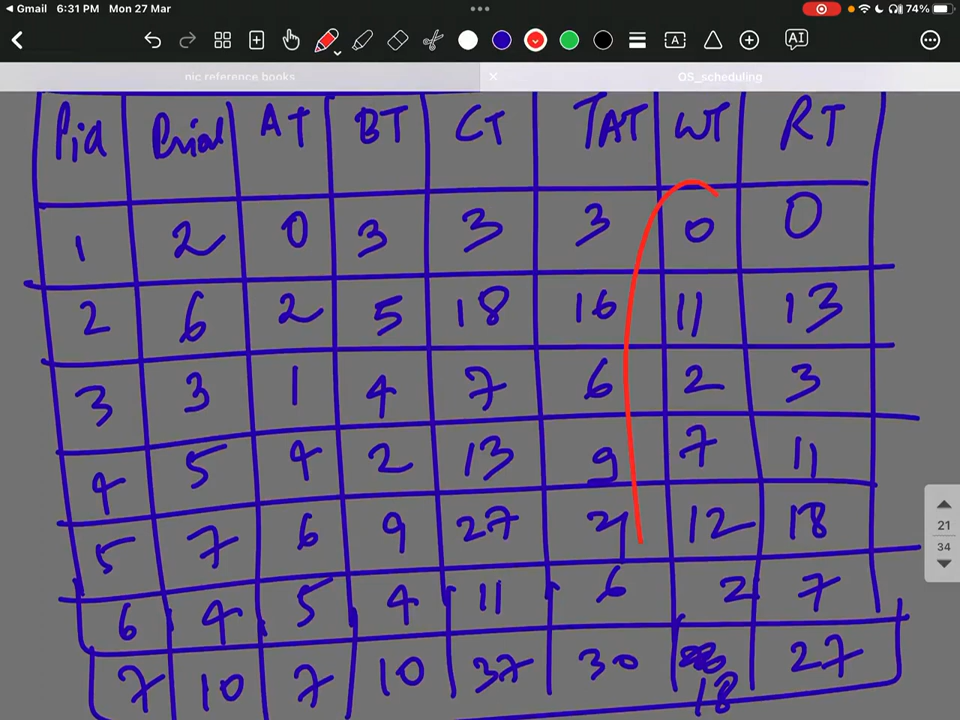 Gmail 6:31 PM Mon 27 Mar 74%
AI
nic reference books OS_scheduling
Pid Prior AT BT CT TAT WT RT
1 2 0 3 3 3 0 0
2 6 2 5 18 16 11 13
3 3 1 4 7 6 2 3
4 5 4 2 13 9 7 11
5 7 6 9 27 21 12 18
6 4 5 4 11 6 2 7
7 10 7 10 37 30 18 27
21
34